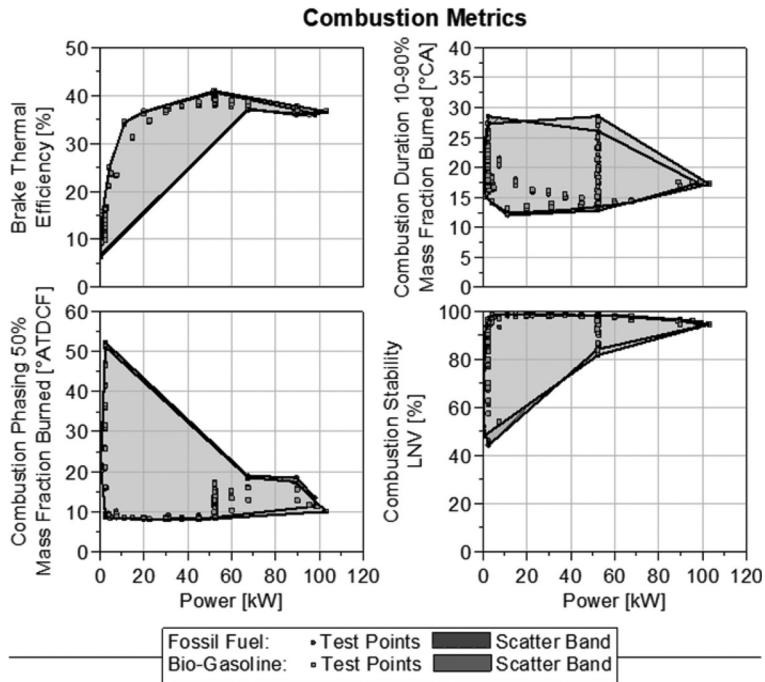 Combustion Metrics
Brake Thermal
Efficiency [%]
50
40
30
20
10
0
Combustion Duration 10-90%
Mass Fraction Burned [°CA]
40
35
30
25
20
15
10
5
0
Combustion Phasing 50%
Mass Fraction Burned [°ATDCF]
60
50
40
30
20
10
0
0 20 40 60 80 100 120
Power [kW]
Combustion Stability
LNV [%]
100
80
60
40
20
0
0 20 40 60 80 100 120
Power [kW]
Fossil Fuel: Test Points Scatter Band
Bio-Gasoline: Test Points Scatter Band